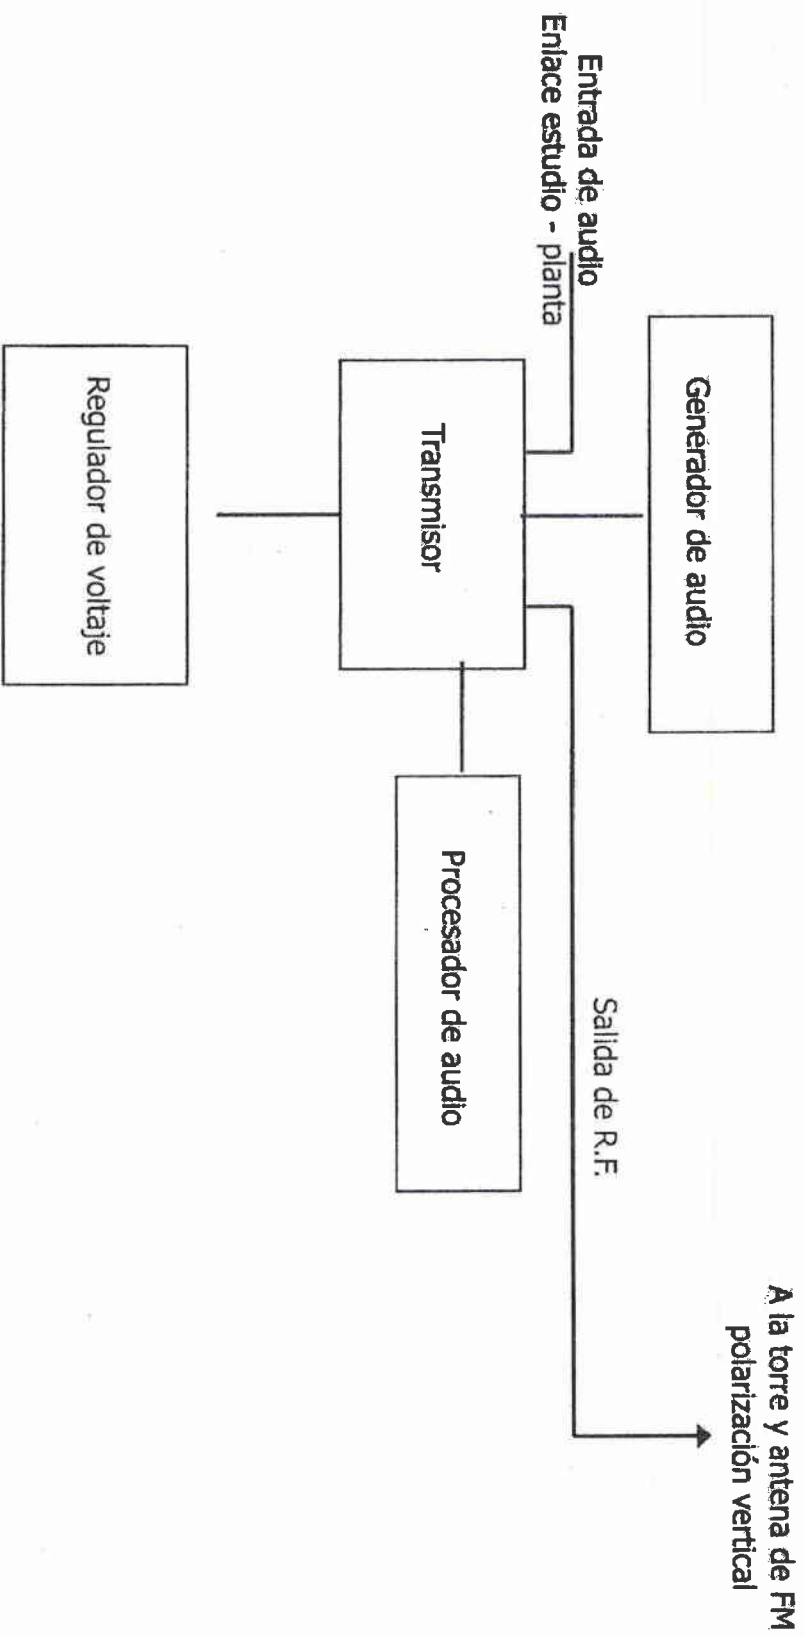 A la torre y antena de FM
polarización vertical
Generador de audio
Entrada de audio
Enlace estudio - planta
Salida de R.F.
Transmisor
Procesador de audio
Regulador de voltaje